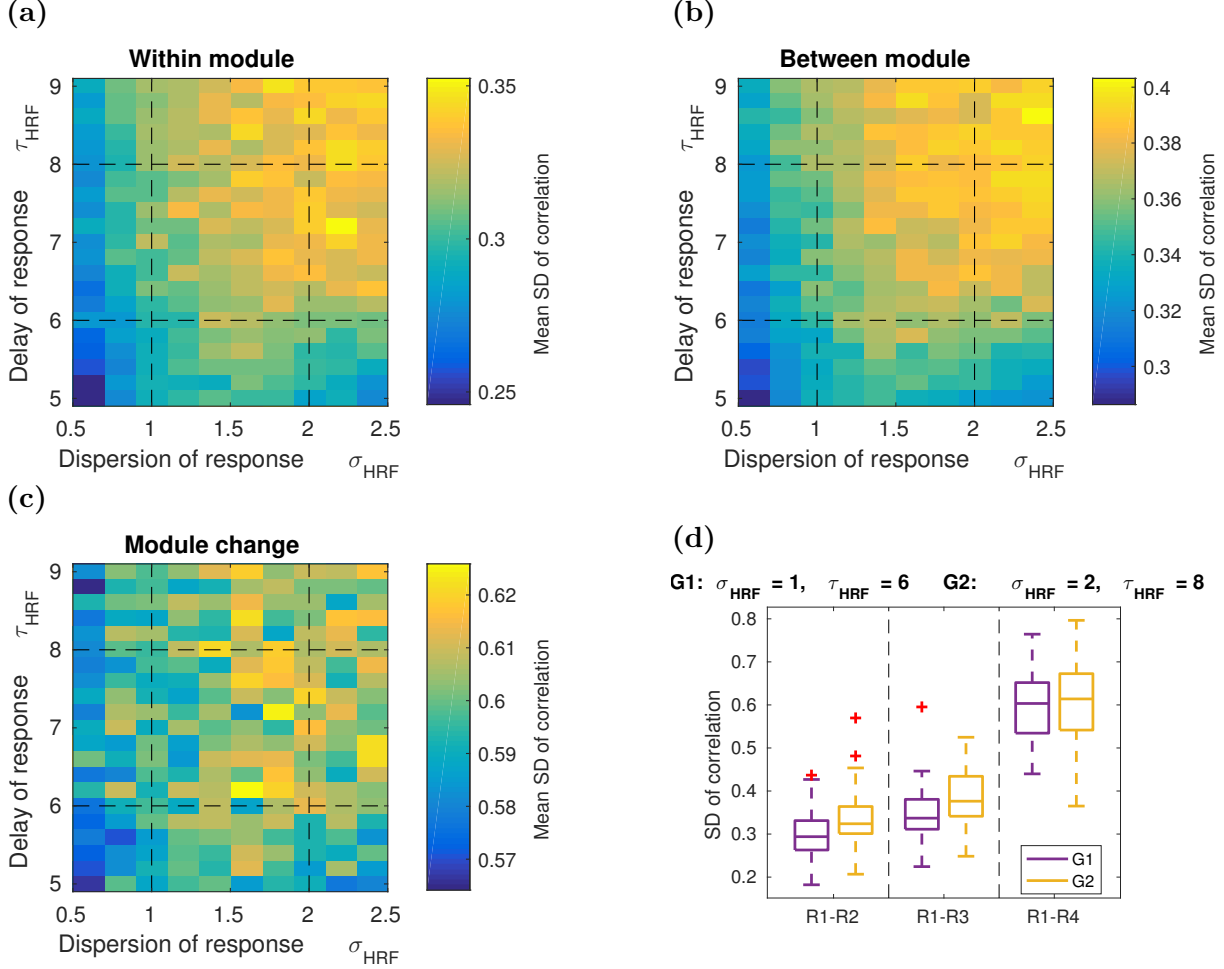 (a)
Within module
9
8
7
6
5
0.5 1 1.5 2 2.5
Delay of response τHRF
Dispersion of response σHRF
0.35
0.3
0.25
Mean SD of correlation
(b)
Between module
9
8
7
6
5
0.5 1 1.5 2 2.5
Delay of response τHRF
Dispersion of response σHRF
0.4
0.38
0.36
0.34
0.32
0.3
Mean SD of correlation
(c)
Module change
9
8
7
6
5
0.5 1 1.5 2 2.5
Delay of response τHRF
Dispersion of response σHRF
0.62
0.61
0.6
0.59
0.58
0.57
Mean SD of correlation
(d)
G1: σHRF = 1, τHRF = 6 G2: σHRF = 2, τHRF = 8
0.8
0.7
0.6
0.5
0.4
0.3
0.2
SD of correlation
R1-R2 R1-R3 R1-R4
G1
G2